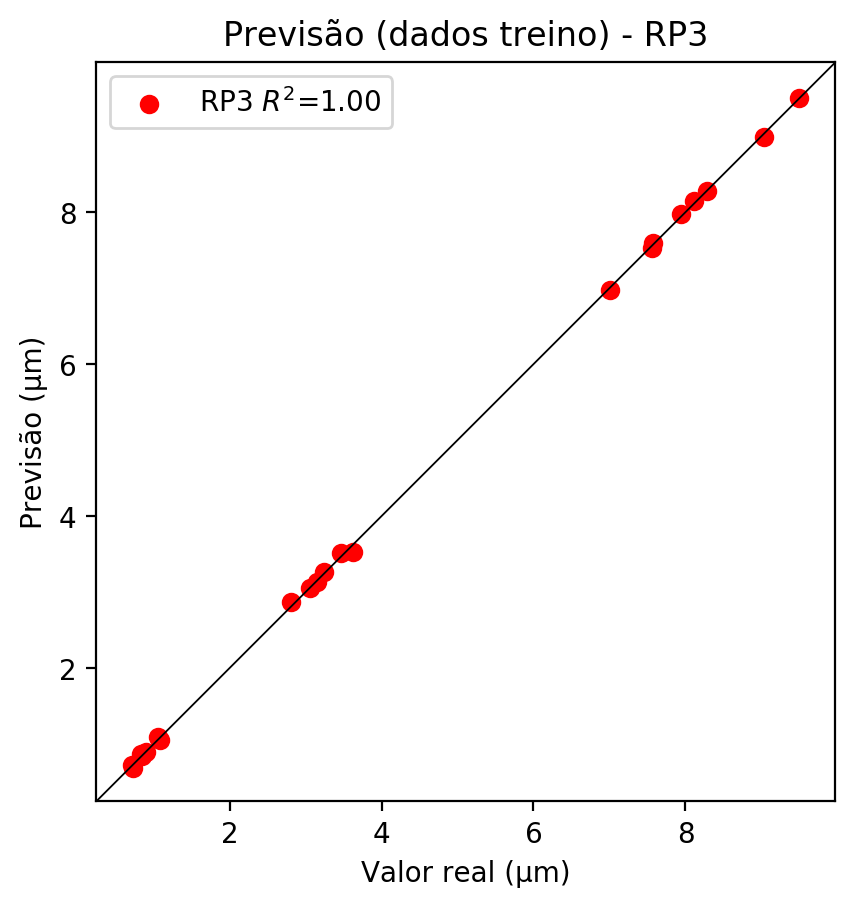 Previsão (dados treino) - RP3
RP3 R²=1.00
8
6
4
2
Previsão (µm)
2 4 6 8
Valor real (µm)